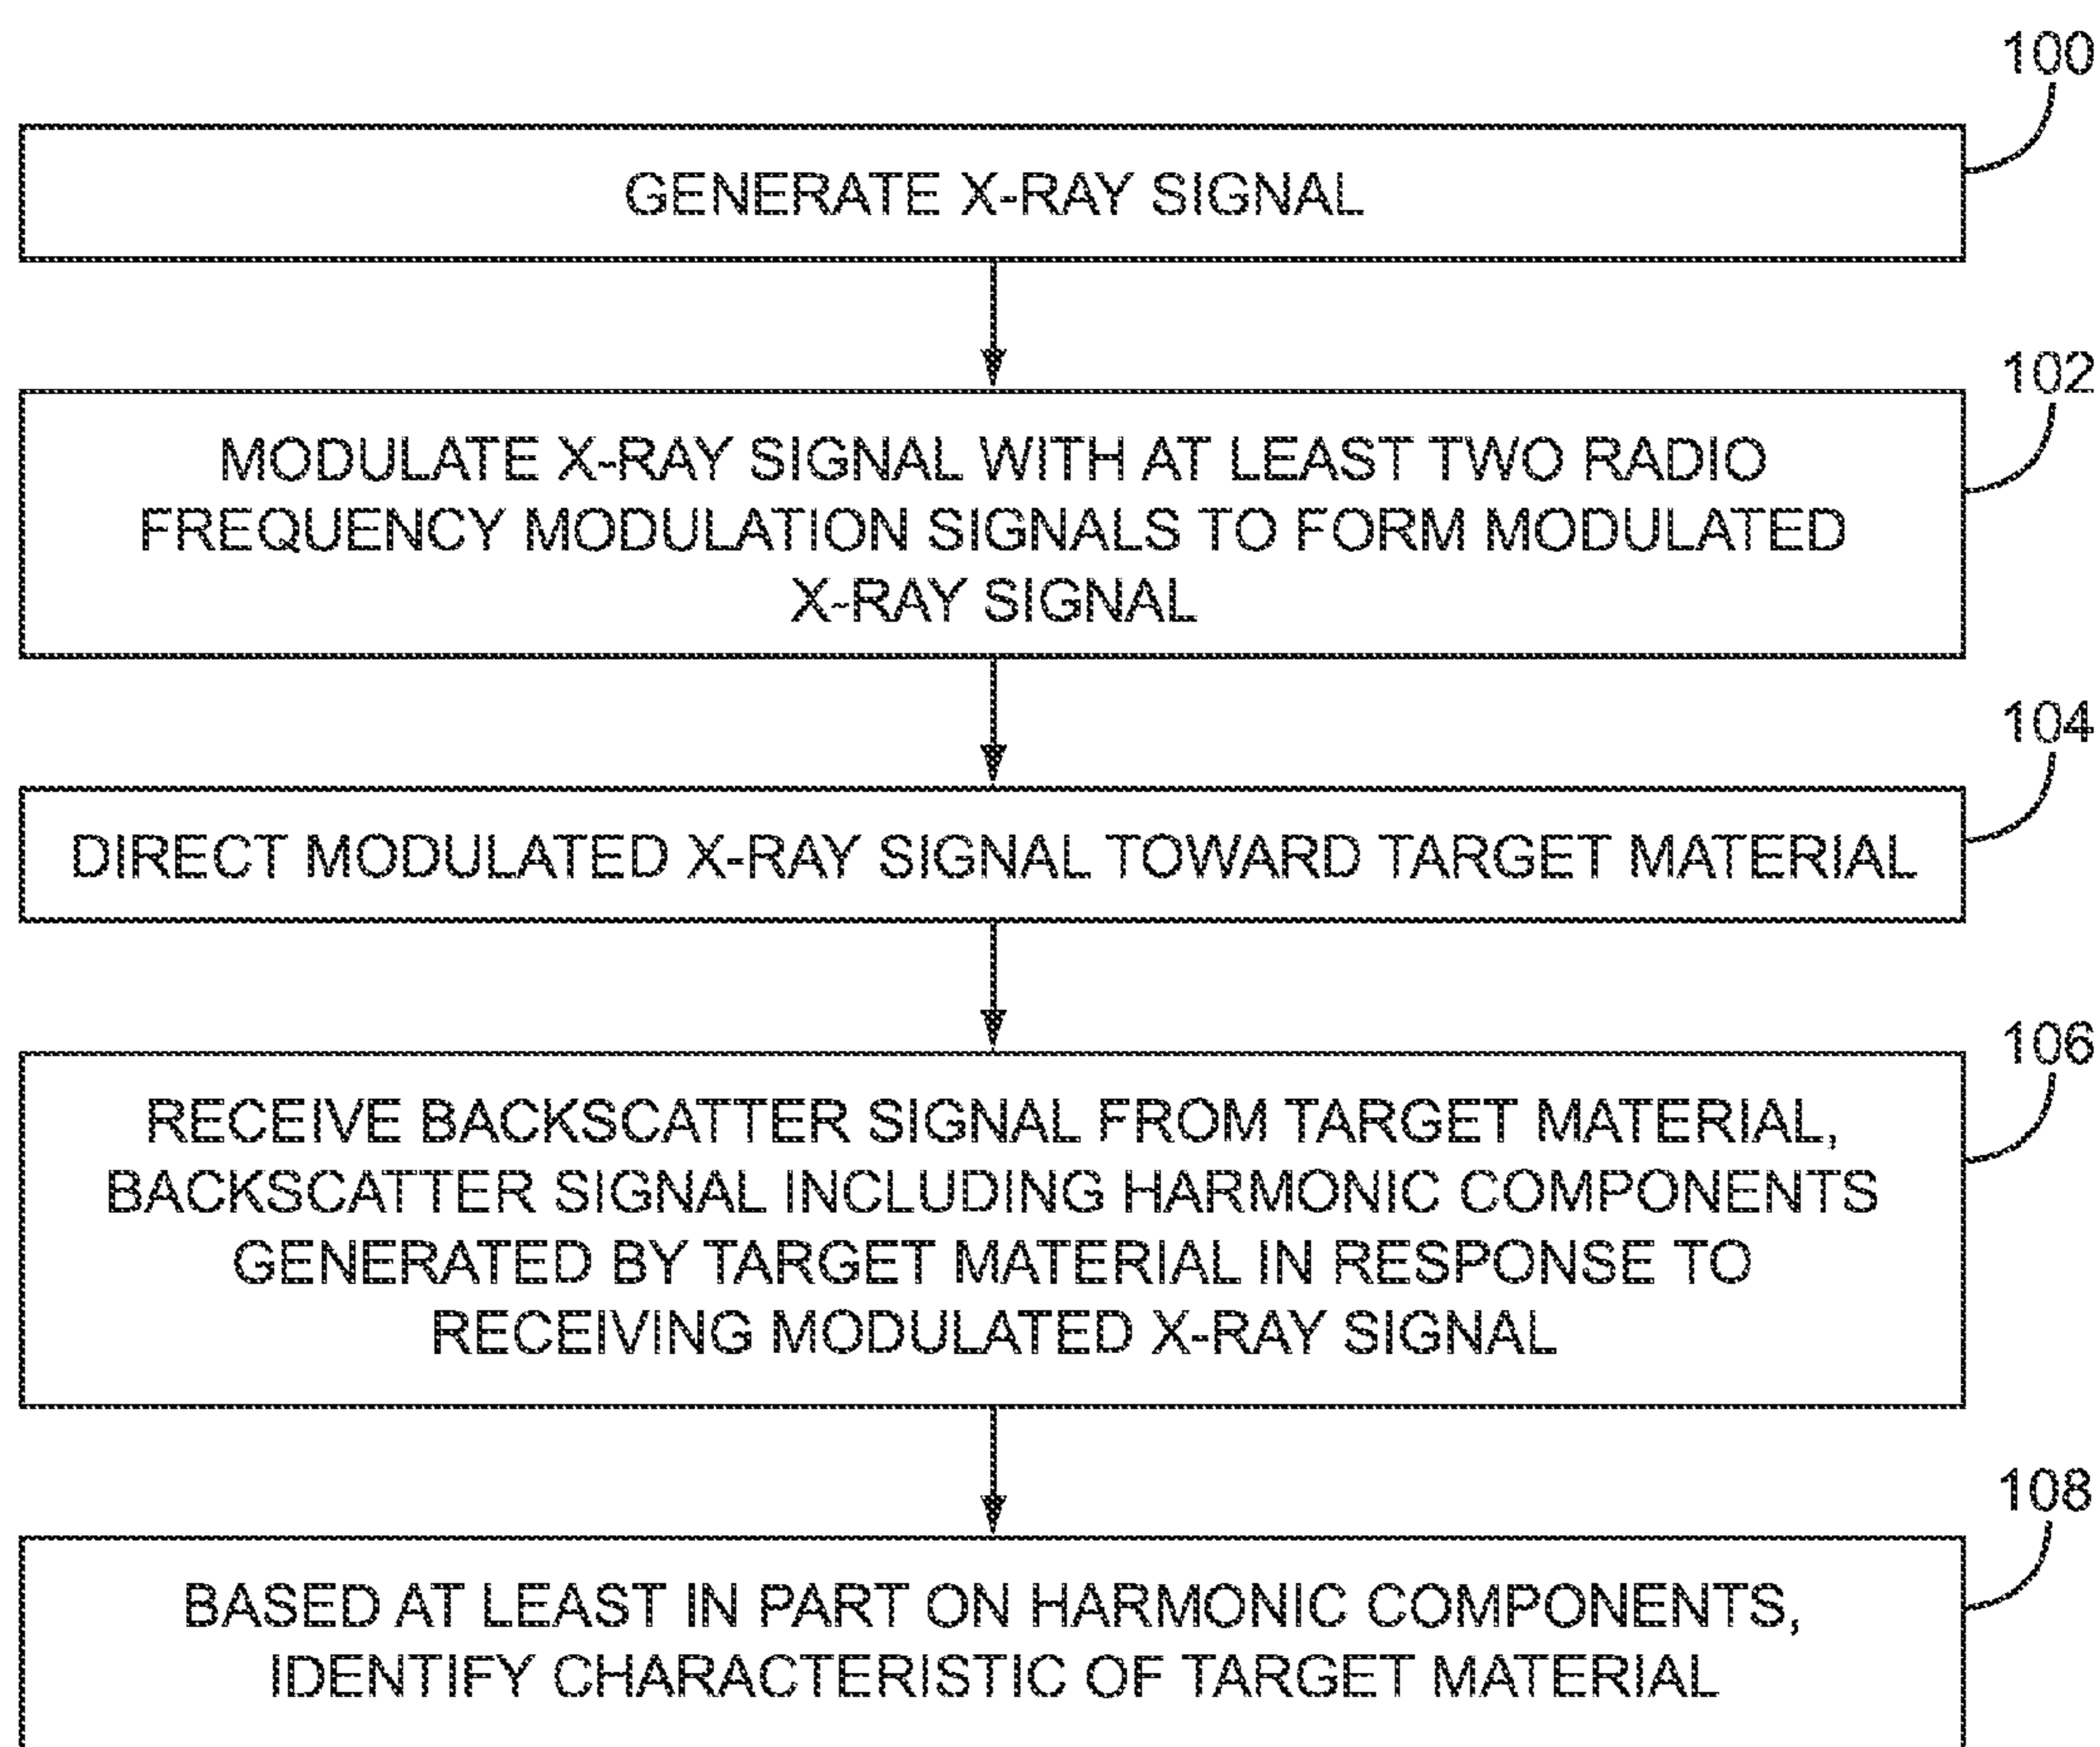 100
GENERATE X-RAY SIGNAL
102
MODULATE X-RAY SIGNAL WITH AT LEAST TWO RADIO
FREQUENCY MODULATION SIGNALS TO FORM MODULATED
X-RAY SIGNAL
104
DIRECT MODULATED X-RAY SIGNAL TOWARD TARGET MATERIAL
106
RECEIVE BACKSCATTER SIGNAL FROM TARGET MATERIAL,
BACKSCATTER SIGNAL INCLUDING HARMONIC COMPONENTS
GENERATED BY TARGET MATERIAL IN RESPONSE TO
RECEIVING MODULATED X-RAY SIGNAL
108
BASED AT LEAST IN PART ON HARMONIC COMPONENTS,
IDENTIFY CHARACTERISTIC OF TARGET MATERIAL